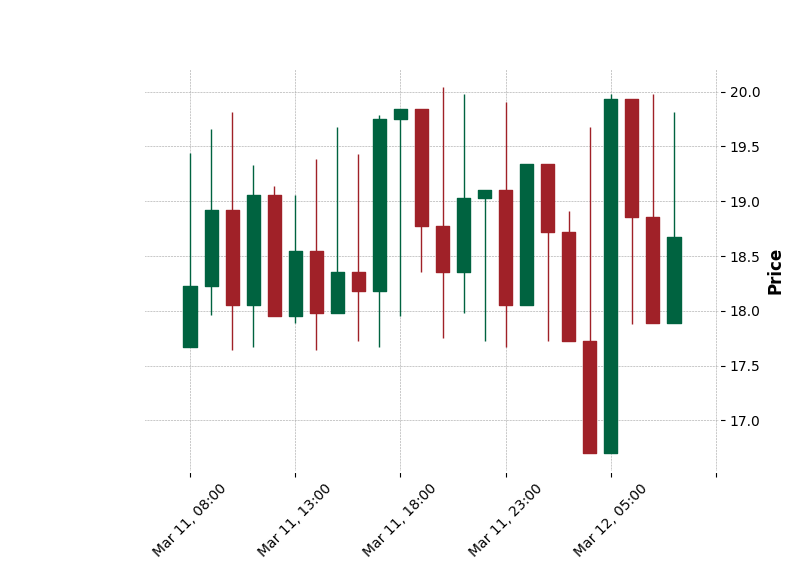 20.0
19.5
19.0
18.5
18.0
17.5
17.0
Price
Mar 11, 08:00
Mar 11, 13:00
Mar 11, 18:00
Mar 11, 23:00
Mar 12, 05:00